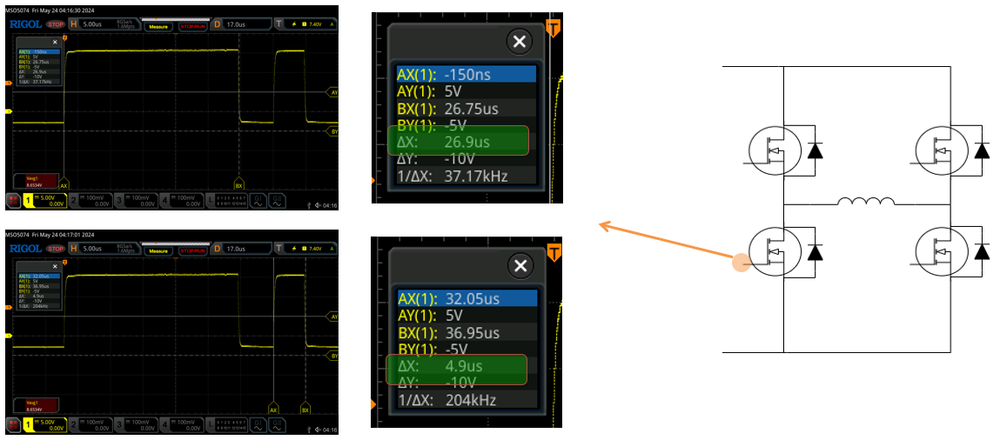 MSO5074 Fri May 24 04:16:30 2024
RIGOL STOP H 5.00us 8GSa/s 1.6Mpts Measure STOP/RUN D 17.0us T 7.40V A
T
AX(1): -150ns
AY(1): 5V
BX(1): 26.75us
BY(1): -5V
ΔX: 26.9us
ΔY: -10V
1/ΔX: 37.17kHz
AY
BY
Vavg1
8.6534V
AX
BX
1 5.00V 0.00V 2 100mV 0.00V 3 100mV 0.00V 4 100mV 0.00V L G1 G2 04:16
T
AX(1): -150ns
AY(1): 5V
BX(1): 26.75us
BY(1): -5V
ΔX: 26.9us
ΔY: -10V
1/ΔX: 37.17kHz
MSO5074 Fri May 24 04:17:01 2024
RIGOL STOP H 5.00us 8GSa/s 1.6Mpts Measure STOP/RUN D 17.0us T 7.40V A
T
AX(1): 32.05us
AY(1): 5V
BX(1): 36.95us
BY(1): -5V
ΔX: 4.9us
ΔY: -10V
1/ΔX: 204kHz
AY
BY
Vavg1
8.6534V
AX
BX
1 5.00V 0.00V 2 100mV 0.00V 3 100mV 0.00V 4 100mV 0.00V L 04:16
T
AX(1): 32.05us
AY(1): 5V
BX(1): 36.95us
BY(1): -5V
ΔX: 4.9us
ΔY: -10V
1/ΔX: 204kHz